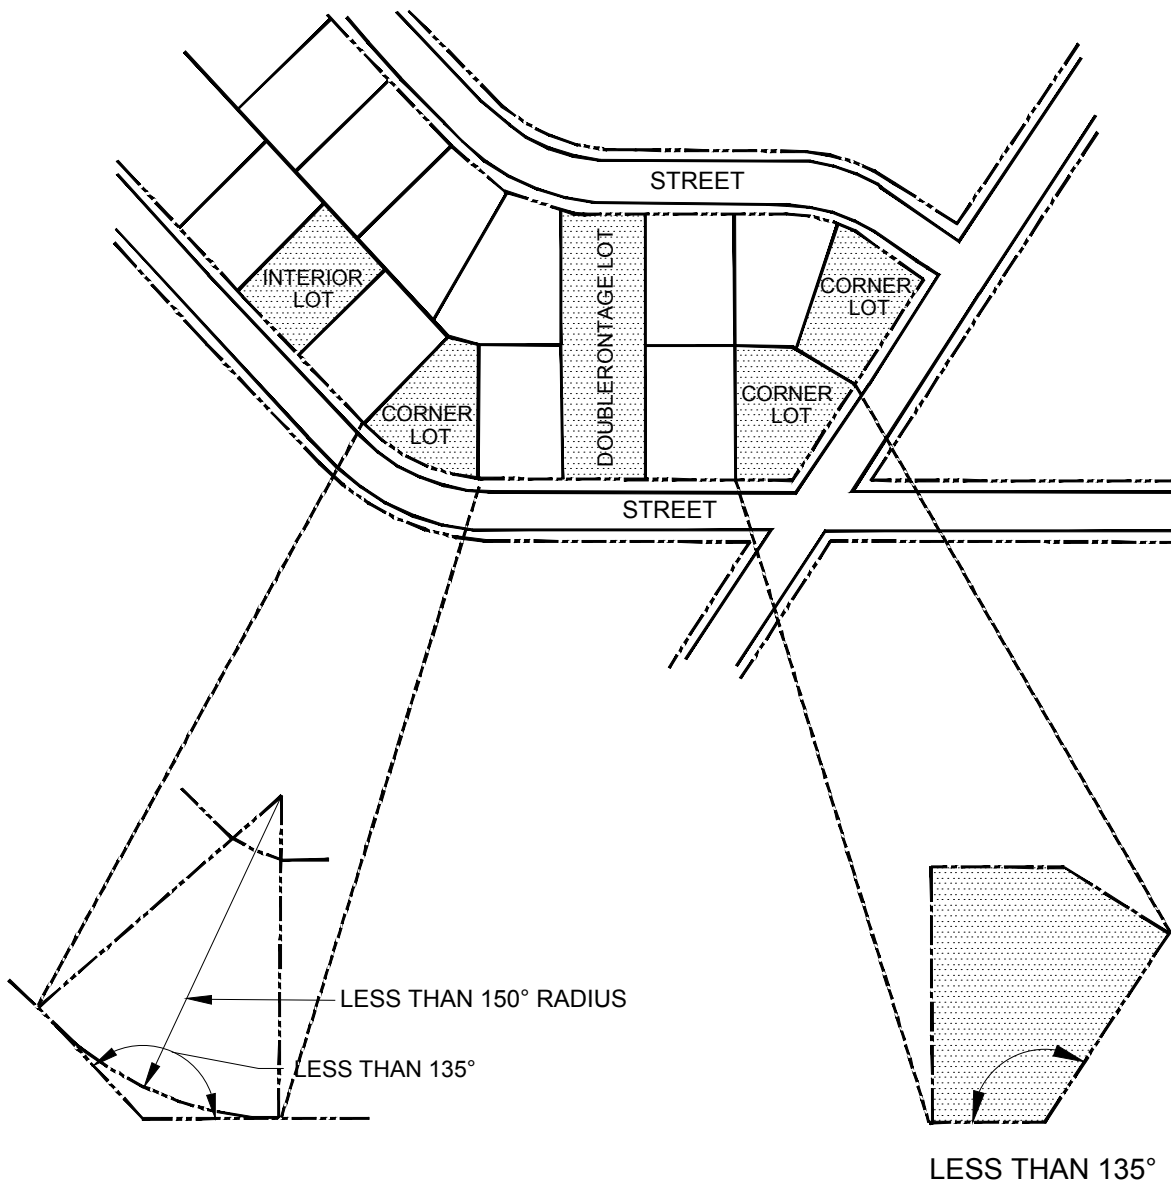 STREET
INTERIOR
LOT
DOUBLERONTAGE LOT
CORNER
LOT
CORNER
LOT
CORNER
LOT
STREET
LESS THAN 150° RADIUS
LESS THAN 135°
LESS THAN 135°